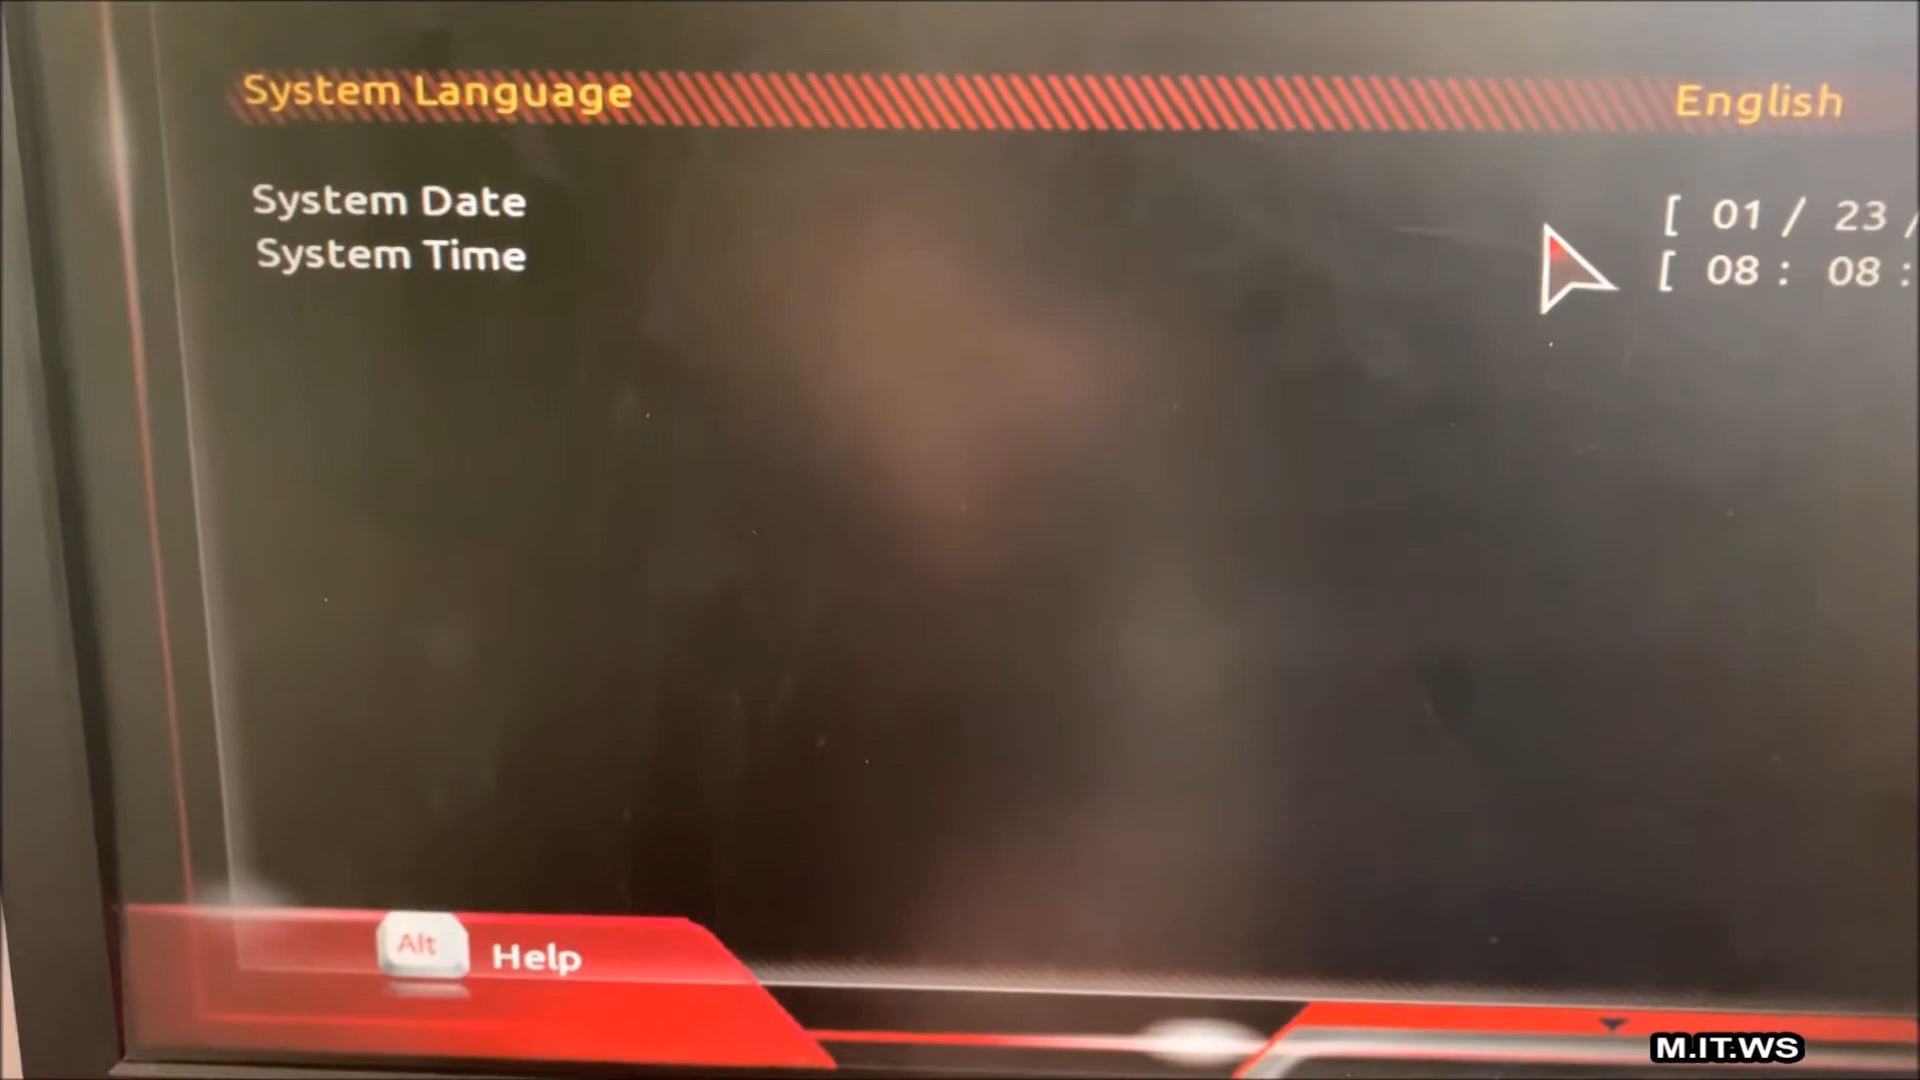 System Language English
System Date [ 01 / 23 /
System Time [ 08 : 08 :
Alt Help
M.IT.WS